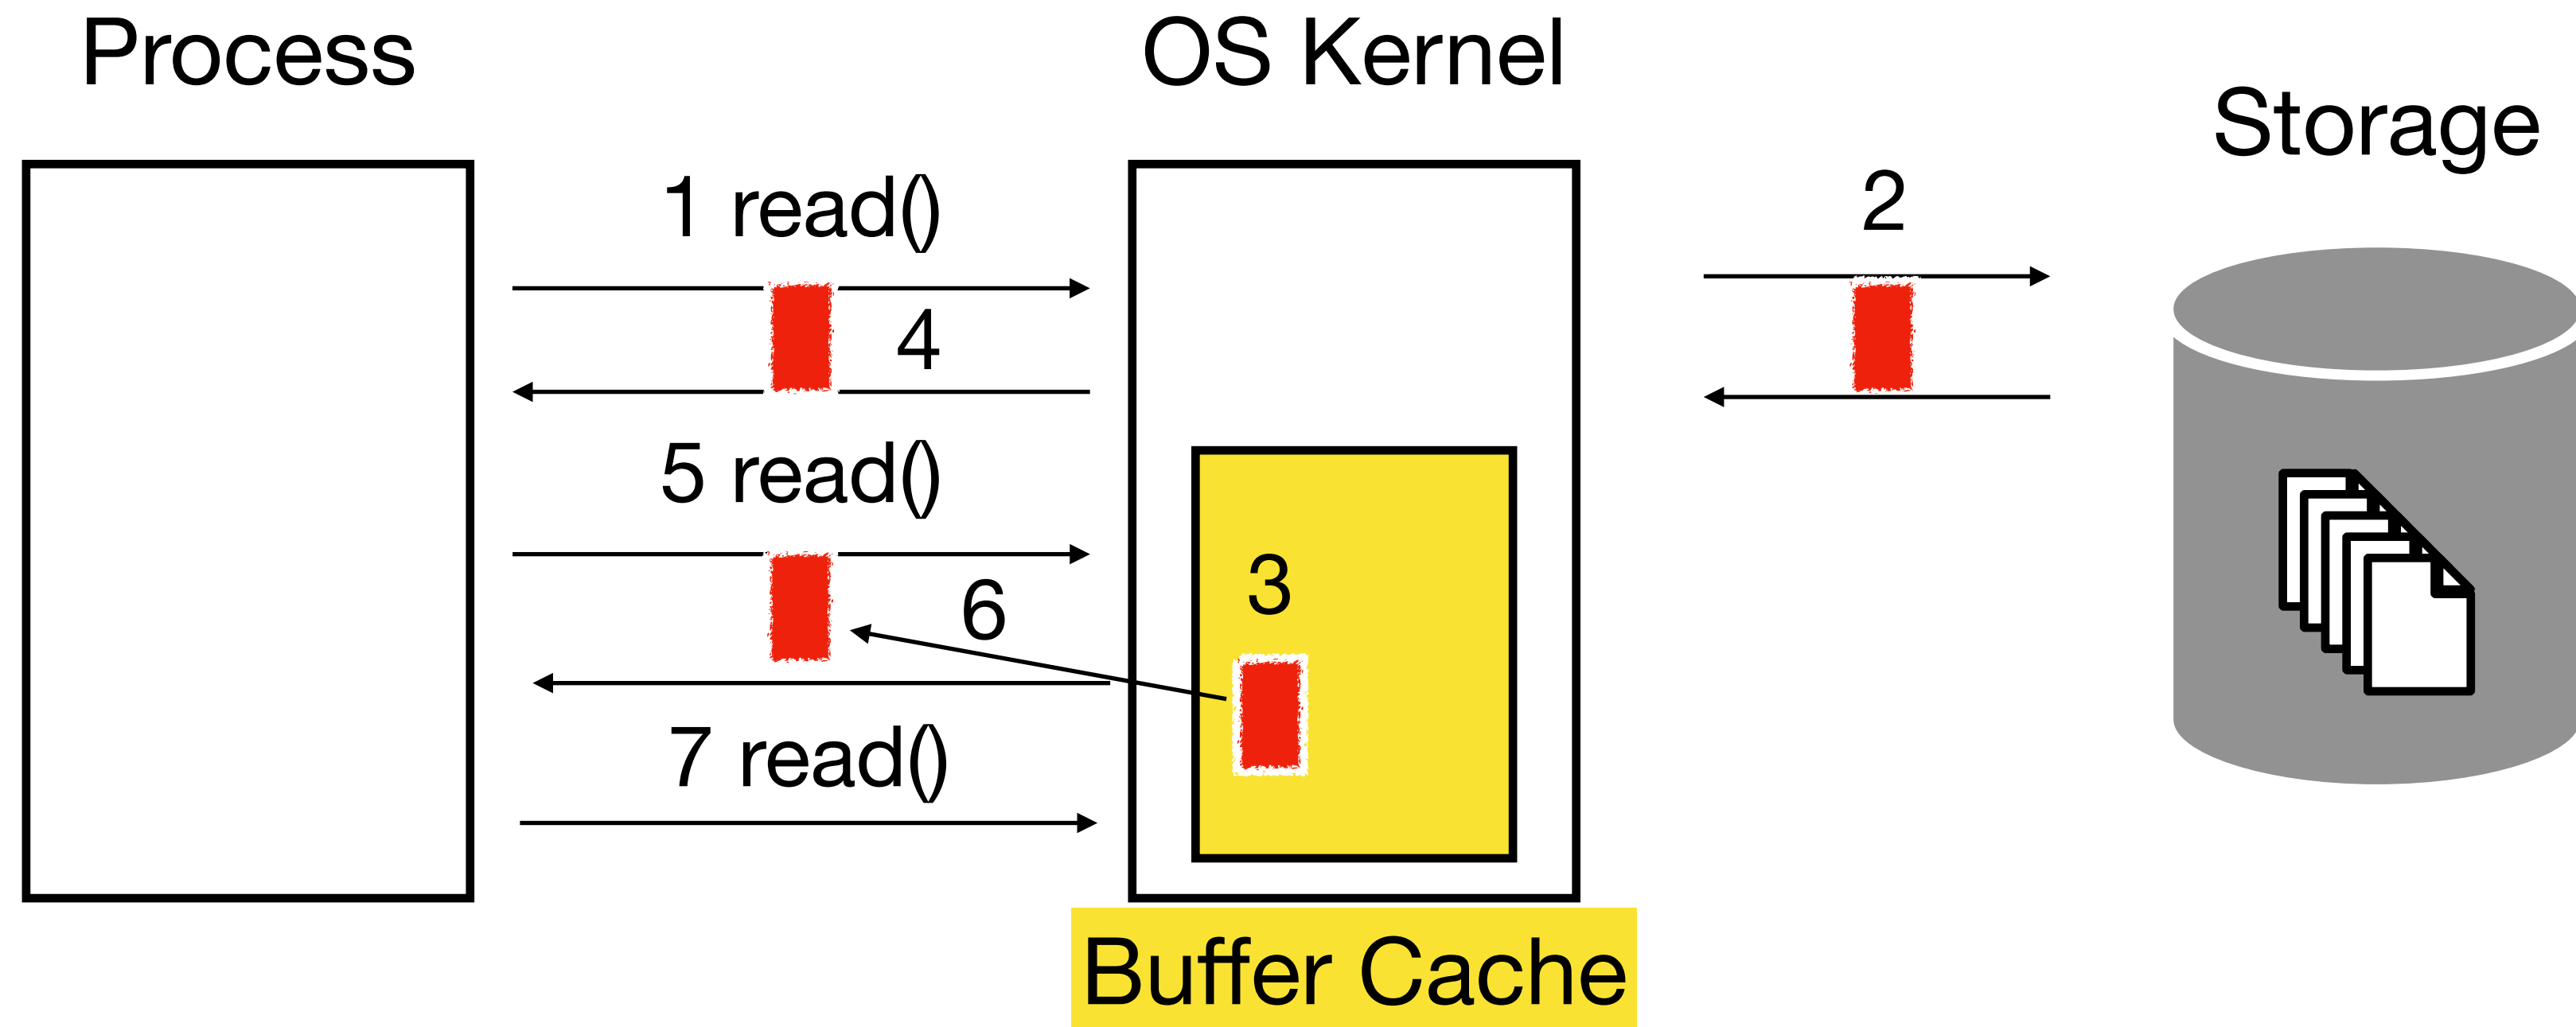 Process
OS Kernel
Storage
1 read()
2
4
5 read()
3
6
7 read()
Buffer Cache